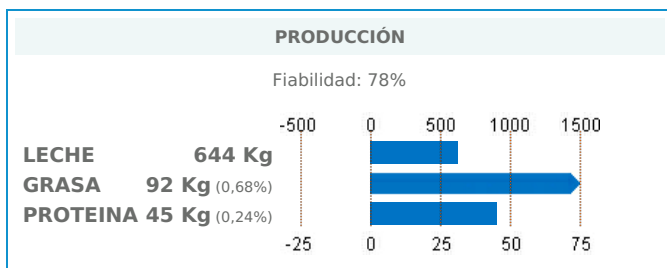 PRODUCCIÓN
Fiabilidad: 78%
-500 0 500 1000 1500
LECHE 644 Kg
GRASA 92 Kg (0,68%)
PROTEINA 45 Kg (0,24%)
-25 0 25 50 75